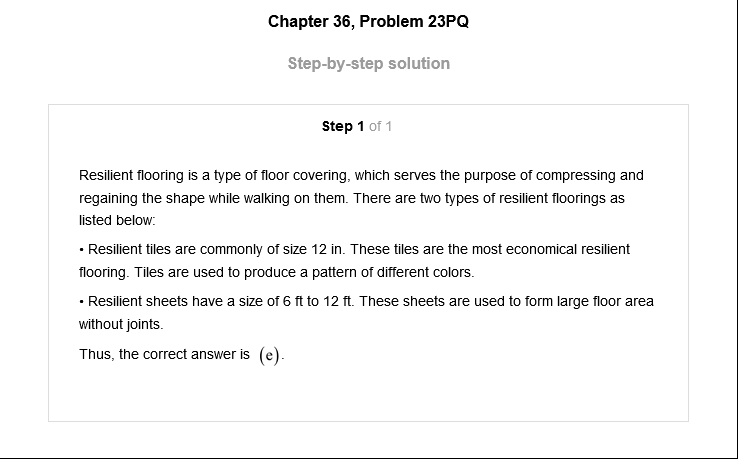 Chapter 36, Problem 23PQ
Step-by-step solution
Step 1 of 1
Resilient flooring is a type of floor covering, which serves the purpose of compressing and
regaining the shape while walking on them. There are two types of resilient floorings as
listed below:
• Resilient tiles are commonly of size 12 in. These tiles are the most economical resilient
flooring. Tiles are used to produce a pattern of different colors.
• Resilient sheets have a size of 6 ft to 12 ft. These sheets are used to form large floor area
without joints.
Thus, the correct answer is (e).